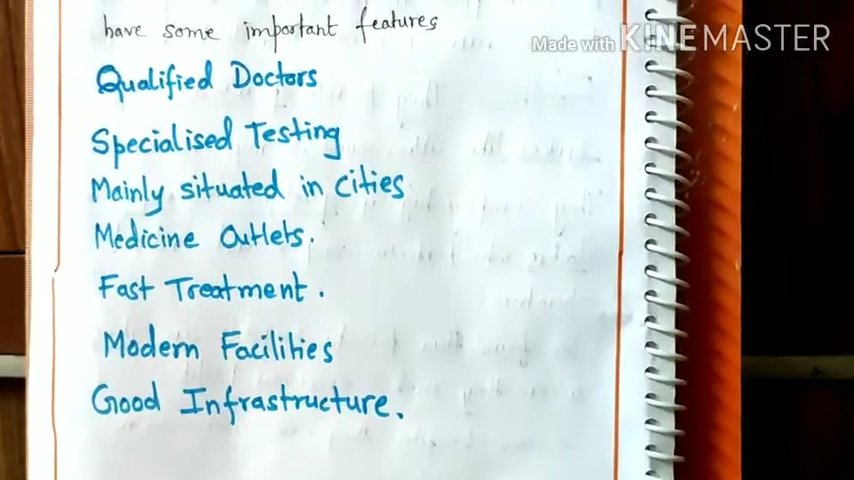 have some important features
Made with KINEMASTER
Qualified Doctors
Specialised Testing
Mainly situated in cities
Medicine Outlets.
Fast Treatment.
Modern Facilities
Good Infrastructure.